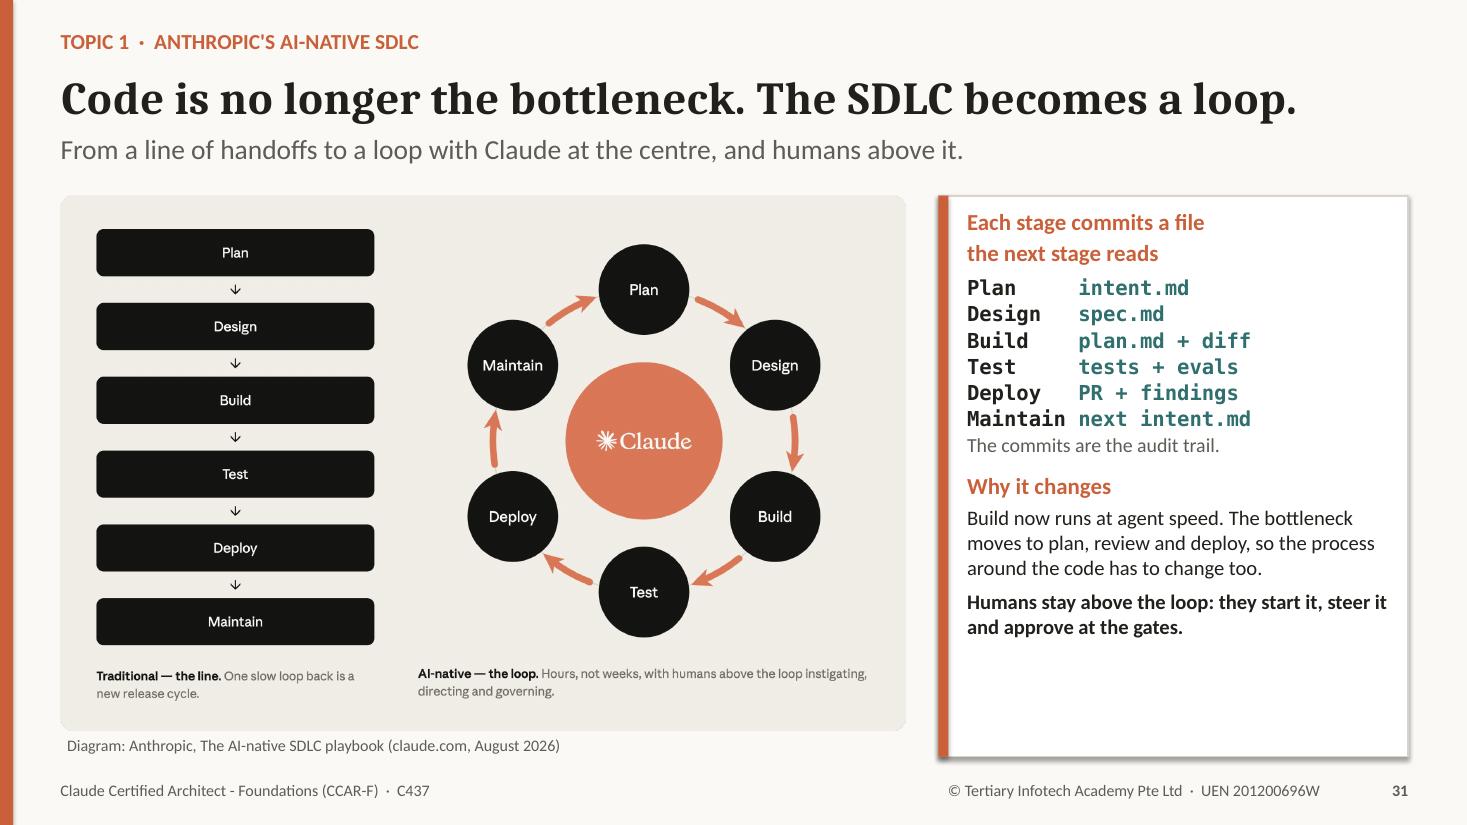 TOPIC 1 · ANTHROPIC'S AI-NATIVE SDLC
Code is no longer the bottleneck. The SDLC becomes a loop.
From a line of handoffs to a loop with Claude at the centre, and humans above it.
Plan
↓
Design
↓
Build
↓
Test
↓
Deploy
↓
Maintain
Traditional — the line. One slow loop back is a
new release cycle.
Plan
Maintain
Design
Claude
Deploy
Build
Test
AI-native — the loop. Hours, not weeks, with humans above the loop instigating,
directing and governing.
Diagram: Anthropic, The AI-native SDLC playbook (claude.com, August 2026)
Each stage commits a file
the next stage reads
Plan intent.md
Design spec.md
Build plan.md + diff
Test tests + evals
Deploy PR + findings
Maintain next intent.md
The commits are the audit trail.
Why it changes
Build now runs at agent speed. The bottleneck
moves to plan, review and deploy, so the process
around the code has to change too.
Humans stay above the loop: they start it, steer it
and approve at the gates.
Claude Certified Architect - Foundations (CCAR-F) · C437
© Tertiary Infotech Academy Pte Ltd · UEN 201200696W
31